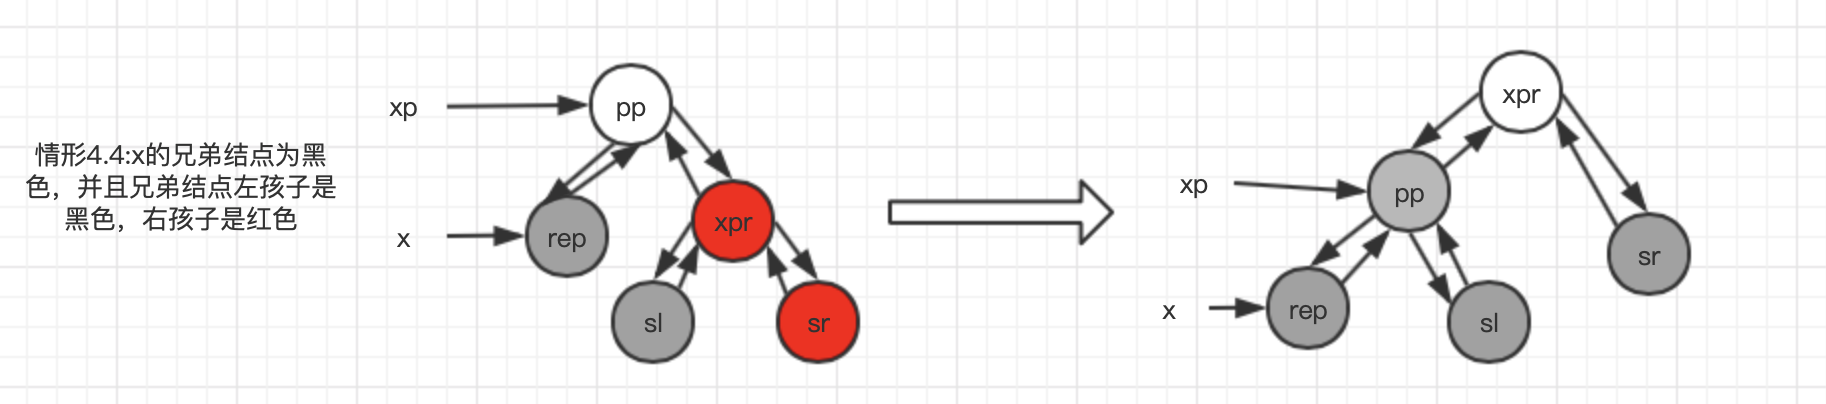 xp
pp
情形4.4:x的兄弟结点为黑
色，并且兄弟结点左孩子是
黑色，右孩子是红色
x
rep
xpr
sl
sr
xpr
xp
pp
sr
x
rep
sl